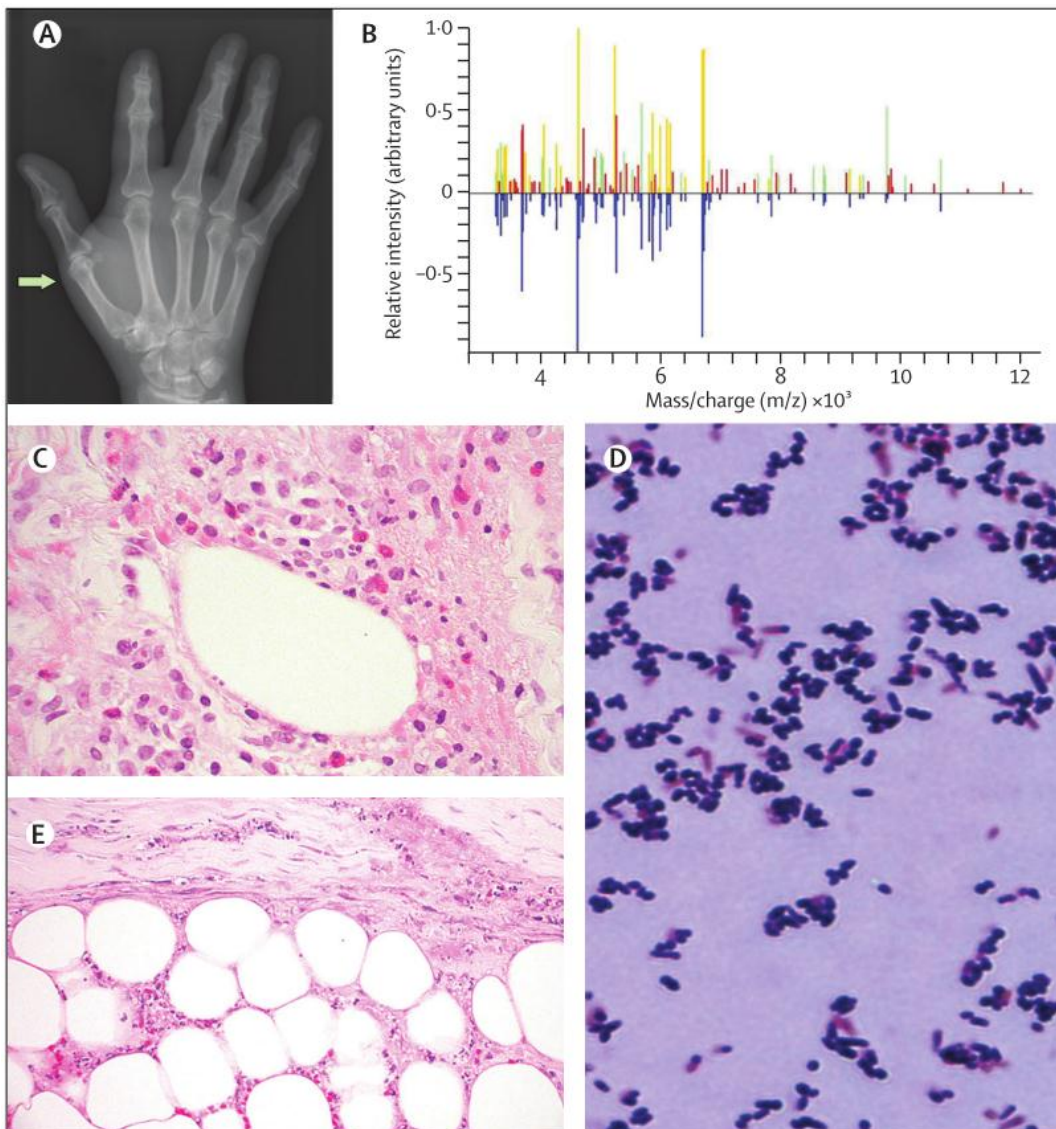 A
B
1·0
0·5
0
–0·5
Relative intensity (arbitrary units)
4
6
8
10
12
Mass/charge (m/z) ×10³
C
D
E